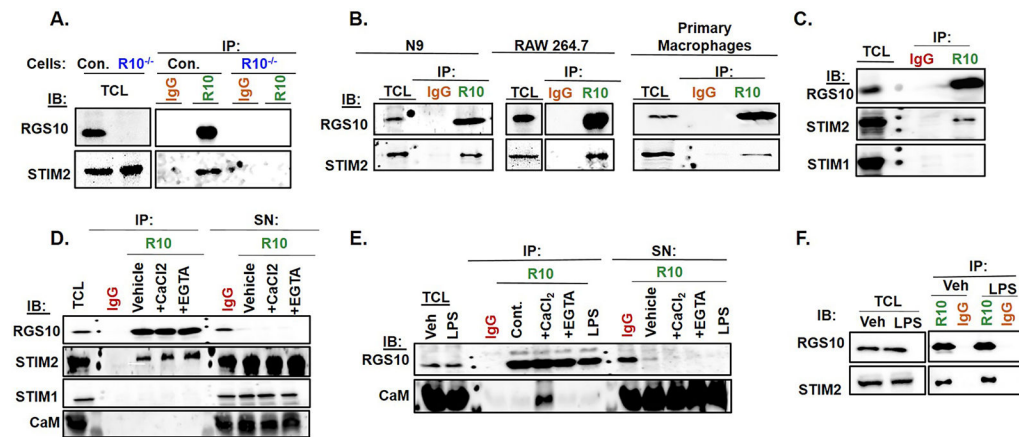 A.
IP:
Cells: Con. R10-/- Con. R10-/-
IB: TCL IgG R10 IgG R10
RGS10
STIM2
B.
N9 RAW 264.7 Primary Macrophages
IP: IP: IP:
IB: TCL IgG R10 TCL IgG R10 TCL IgG R10
RGS10
STIM2
C.
IP:
TCL IgG R10
IB:
RGS10
STIM2
STIM1
D.
IP: SN:
R10 R10
IB: TCL IgG Vehicle +CaCl2 +EGTA IgG Vehicle +CaCl2 +EGTA
RGS10
STIM2
STIM1
CaM
E.
IP: SN:
R10 R10
TCL
IB: Veh LPS IgG Cont. +CaCl2 +EGTA LPS IgG Vehicle +CaCl2 +EGTA LPS
RGS10
CaM
F.
IP:
TCL Veh LPS
IB: Veh LPS R10 IgG R10 IgG
RGS10
STIM2